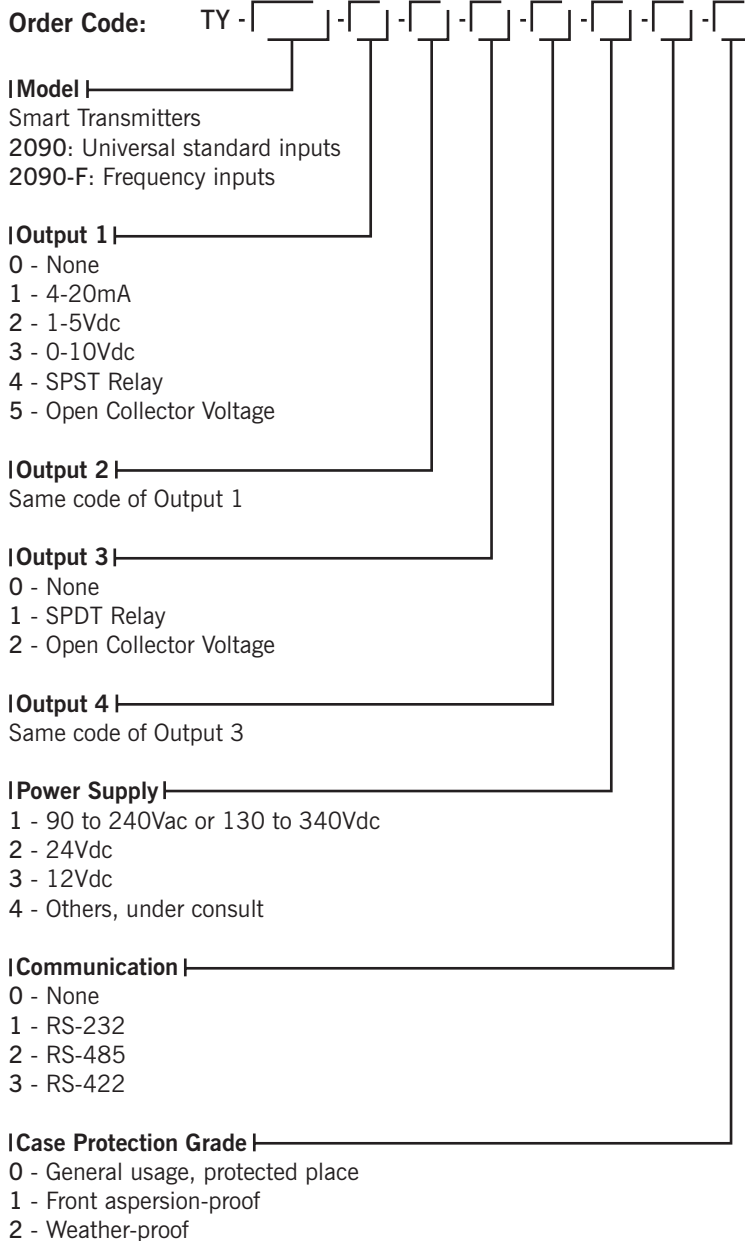 Order Code: TY - - - - - - - -
Model
Smart Transmitters
2090: Universal standard inputs
2090-F: Frequency inputs
Output 1
0 - None
1 - 4-20mA
2 - 1-5Vdc
3 - 0-10Vdc
4 - SPST Relay
5 - Open Collector Voltage
Output 2
Same code of Output 1
Output 3
0 - None
1 - SPDT Relay
2 - Open Collector Voltage
Output 4
Same code of Output 3
Power Supply
1 - 90 to 240Vac or 130 to 340Vdc
2 - 24Vdc
3 - 12Vdc
4 - Others, under consult
Communication
0 - None
1 - RS-232
2 - RS-485
3 - RS-422
Case Protection Grade
0 - General usage, protected place
1 - Front aspersion-proof
2 - Weather-proof